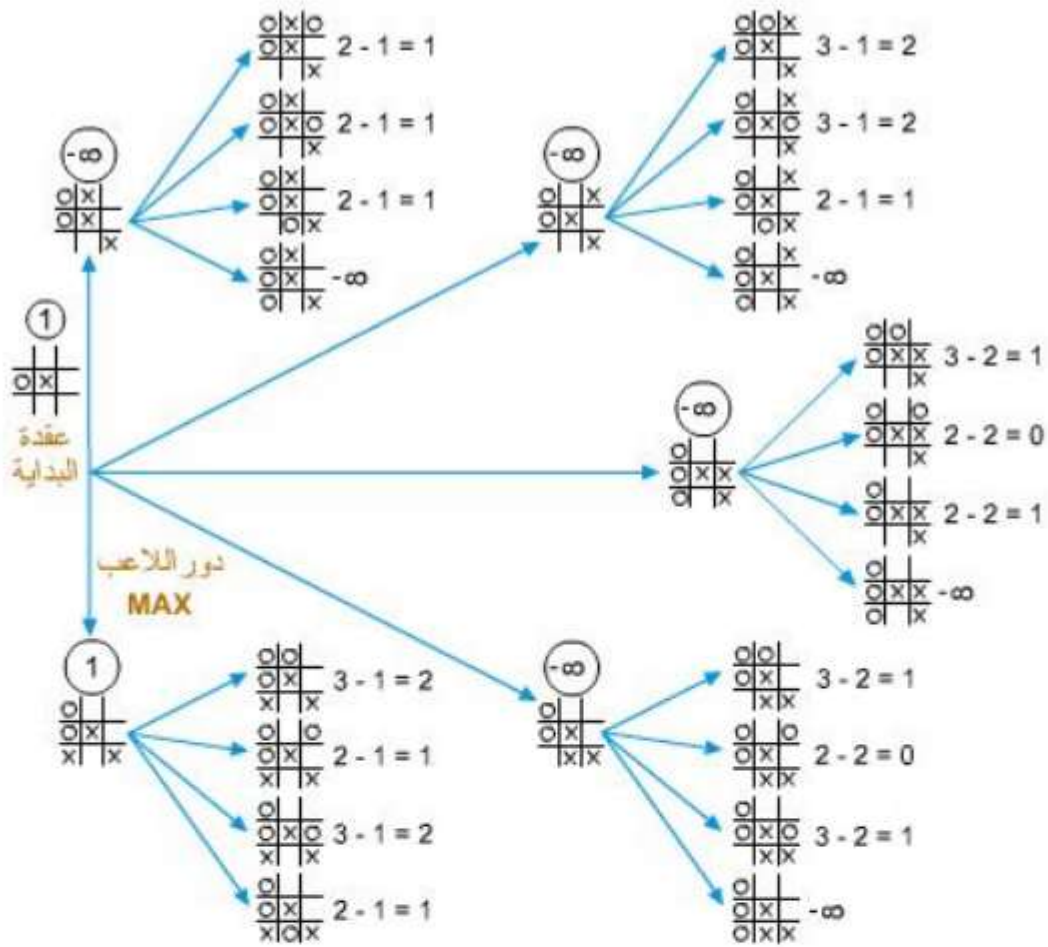 2 - 1 = 1
2 - 1 = 1
2 - 1 = 1
-∞
-∞
3 - 1 = 2
3 - 1 = 2
2 - 1 = 1
-∞
-∞
1
عقدة
البداية
-∞
3 - 2 = 1
2 - 2 = 0
2 - 2 = 1
-∞
دور اللاعب
MAX
1
3 - 1 = 2
2 - 1 = 1
3 - 1 = 2
2 - 1 = 1
-∞
3 - 2 = 1
2 - 2 = 0
3 - 2 = 1
-∞